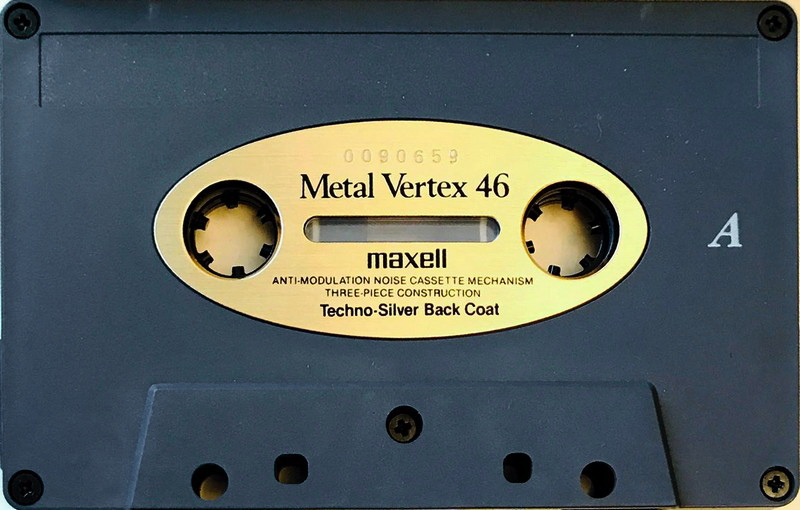 0090659
Metal Vertex 46
maxell
ANTI-MODULATION NOISE CASSETTE MECHANISM
THREE-PIECE CONSTRUCTION
Techno-Silver Back Coat
A